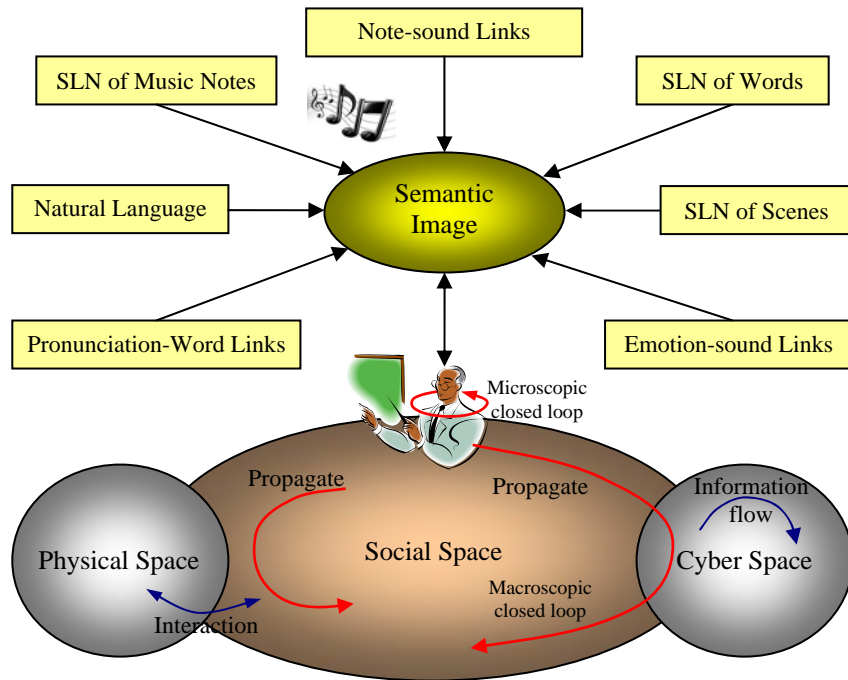 Note-sound Links
SLN of Music Notes
SLN of Words
Semantic
Image
Natural Language
SLN of Scenes
Pronunciation-Word Links
Emotion-sound Links
Microscopic
closed loop
Propagate
Propagate
Information
flow
Physical Space
Social Space
Cyber Space
Macroscopic
closed loop
Interaction